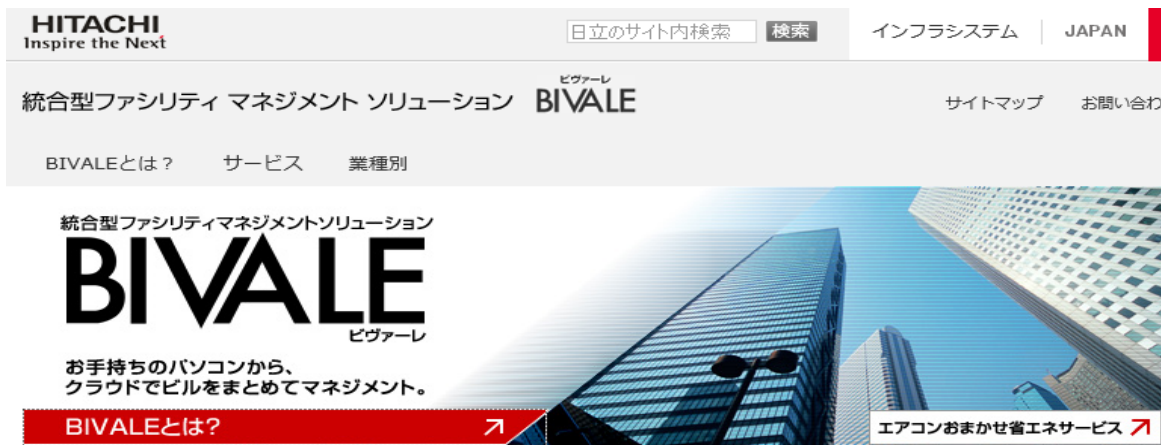 HITACHI
Inspire the Next
日立のサイト内検索 検索 インフラシステム JAPAN
統合型ファシリティ マネジメント ソリューション ビヴァーレ
BIVALE サイトマップ お問い合わ
BIVALEとは？ サービス 業種別
統合型ファシリティマネジメントソリューション
BIVALE
ビヴァーレ
お手持ちのパソコンから、
クラウドでビルをまとめてマネジメント。
BIVALEとは？
エアコンおまかせ省エネサービス